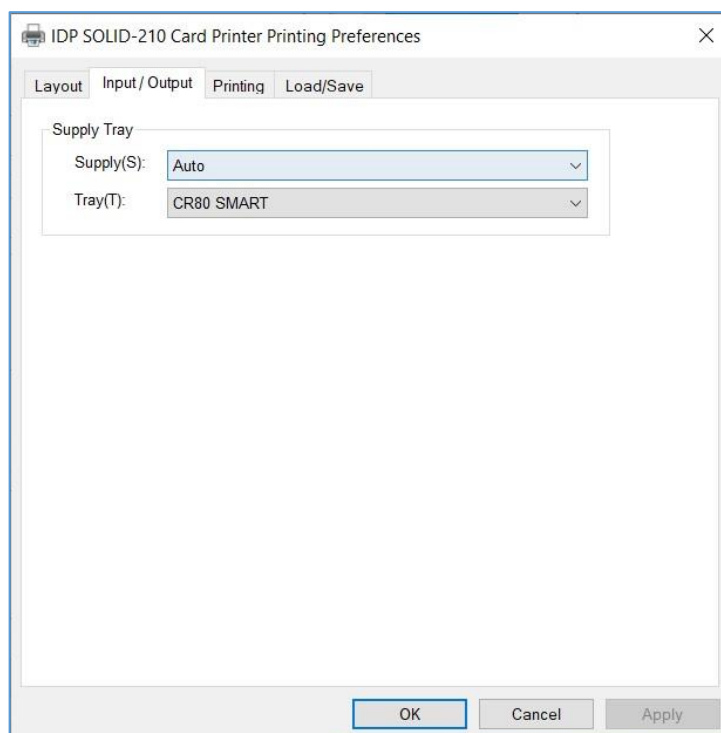 IDP SOLID-210 Card Printer Printing Preferences
Layout Input / Output Printing Load/Save
Supply Tray
Supply(S): Auto
Tray(T): CR80 SMART
OK Cancel Apply